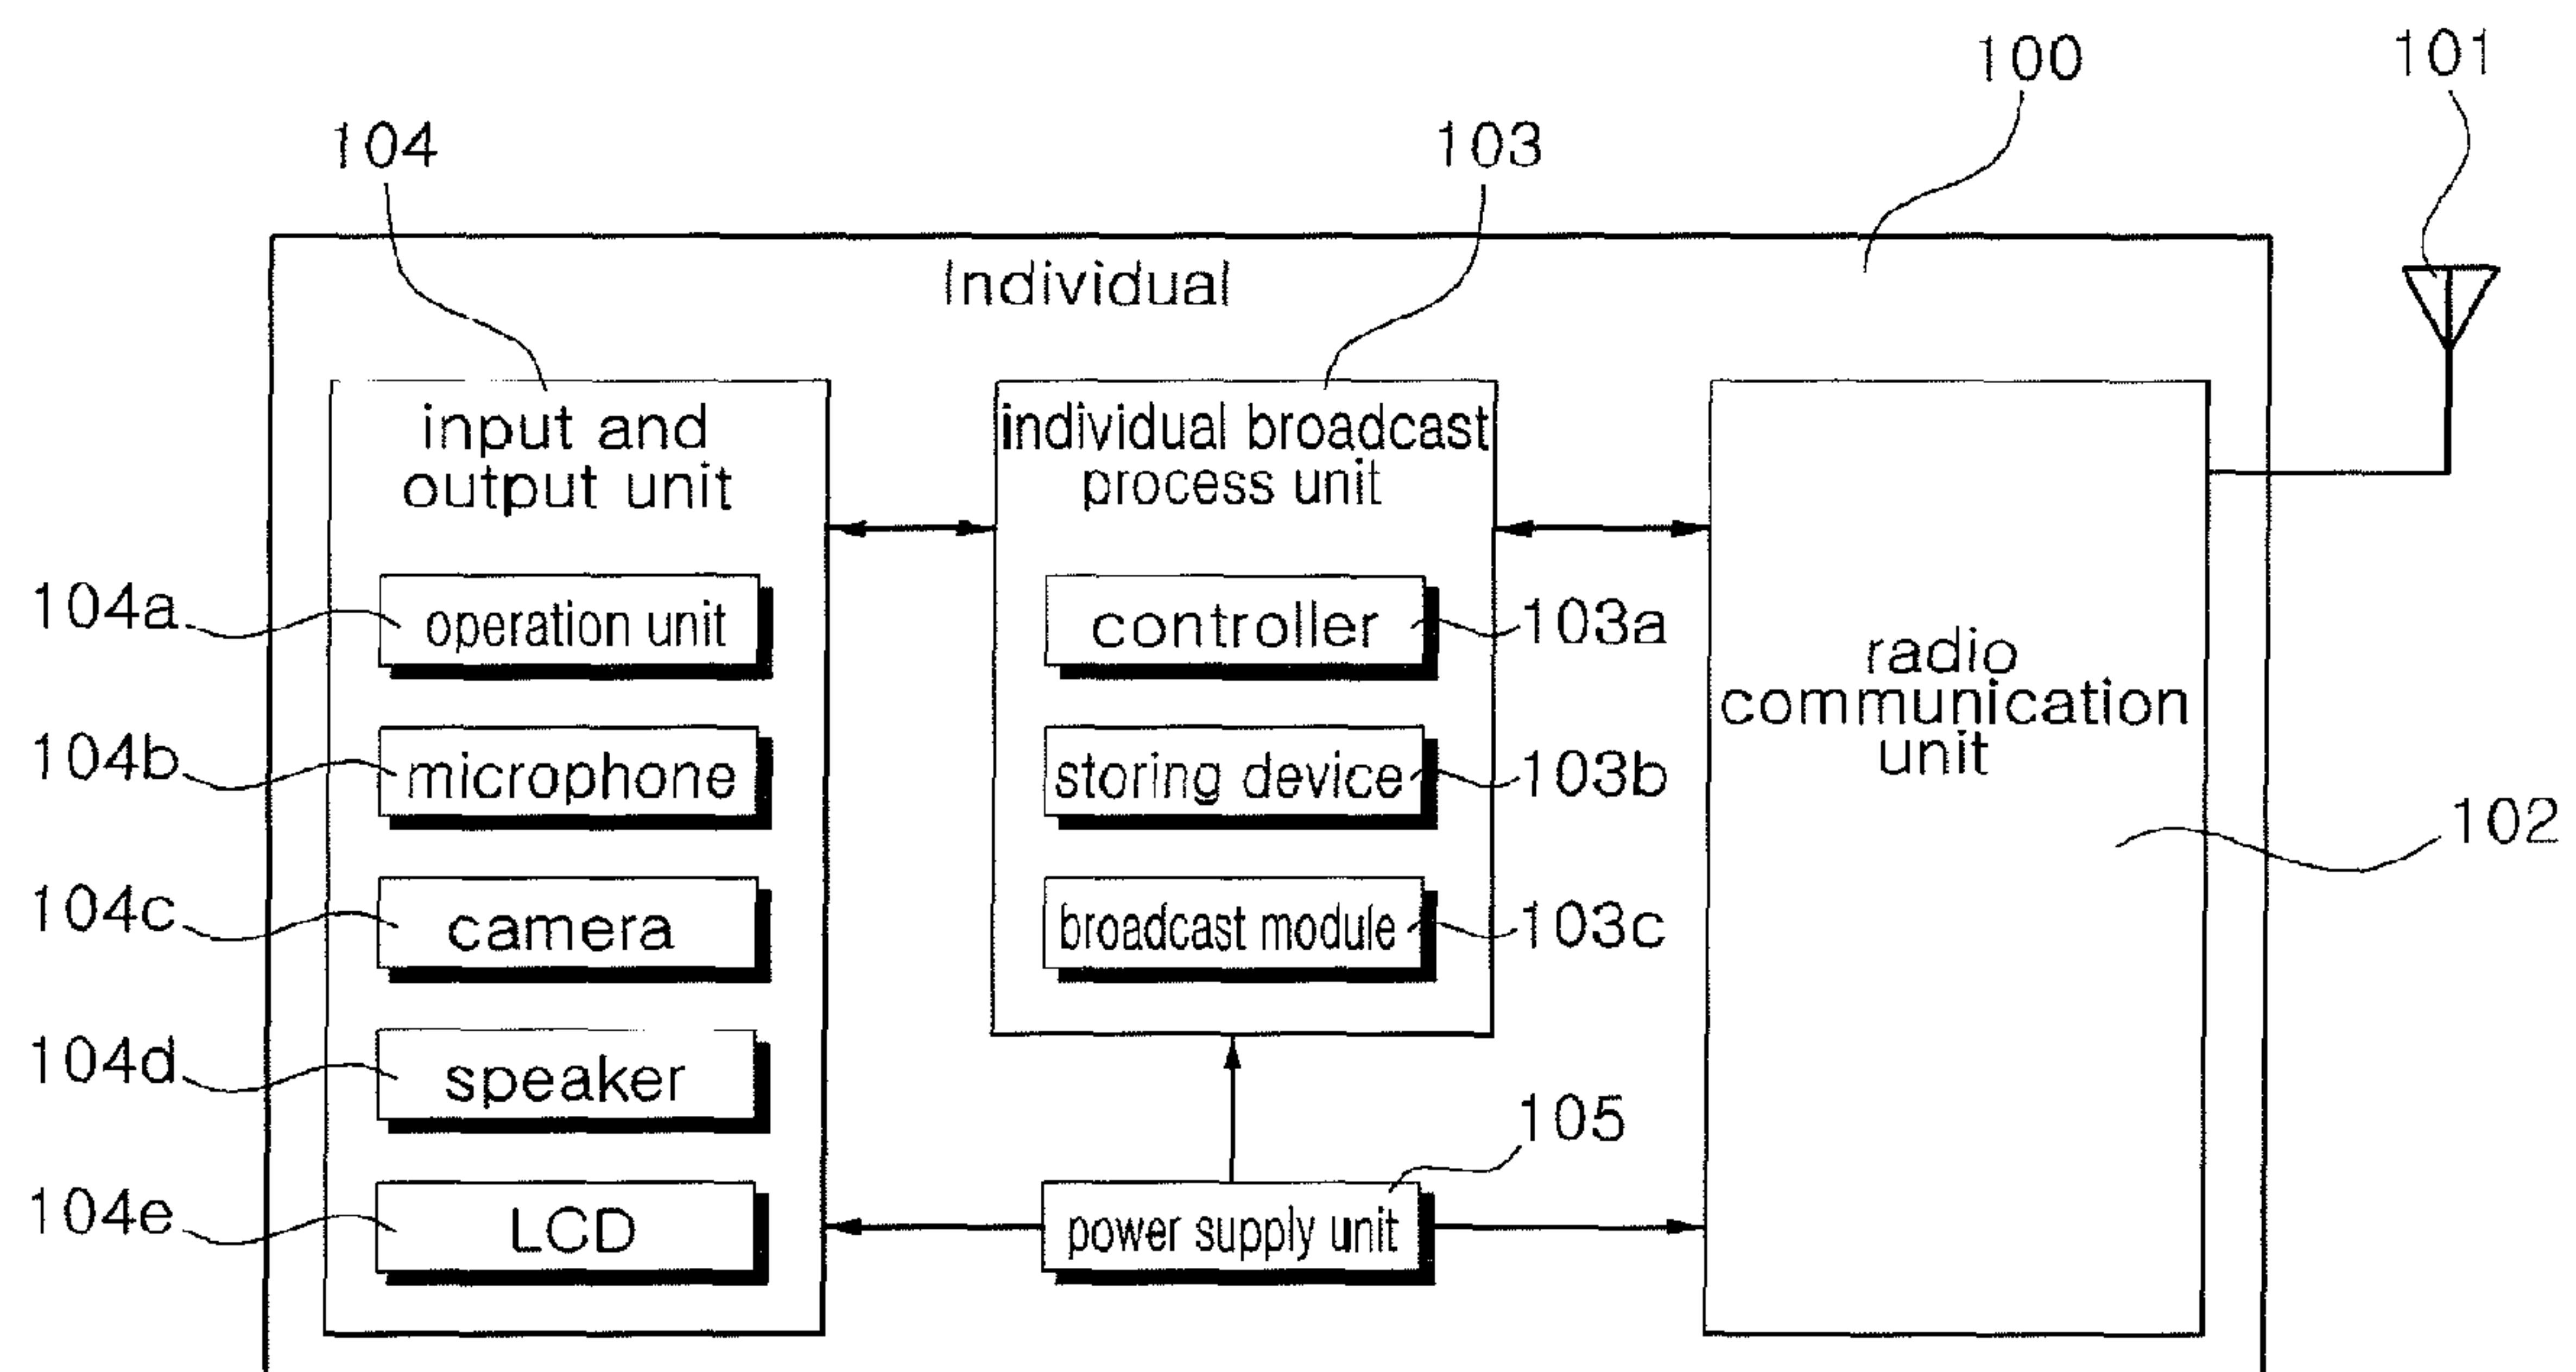 100
101
104
103
Individual
input and
output unit
individual broadcast
process unit
104a
operation unit
controller
103a
radio
communication
unit
104b
microphone
storing device
103b
102
104c
camera
broadcast module
103c
104d
speaker
105
104e
LCD
power supply unit